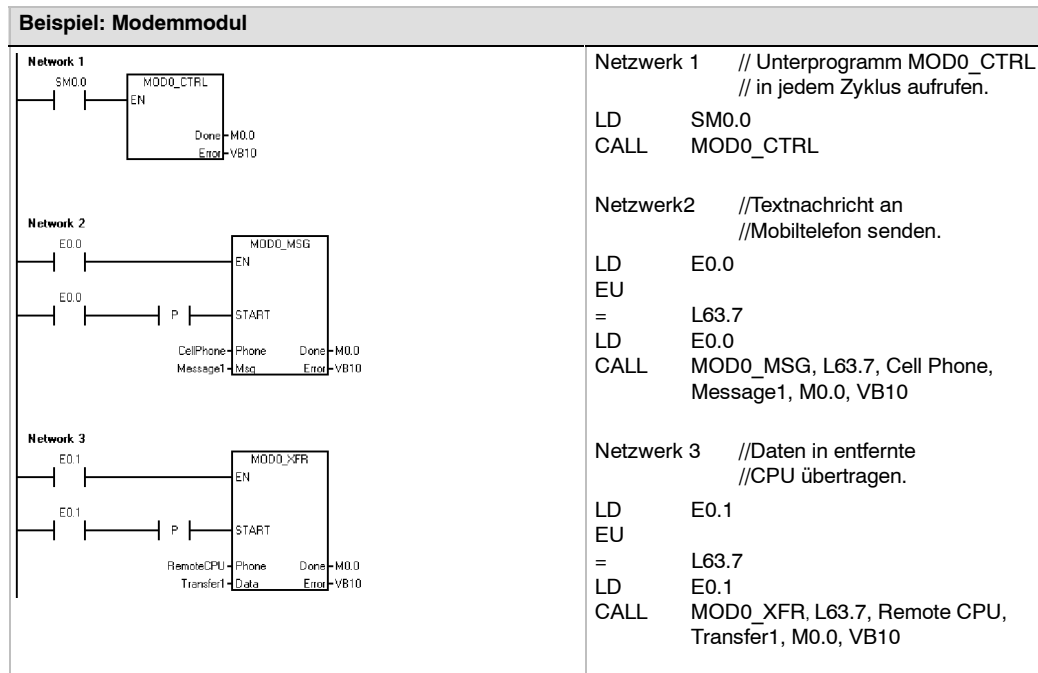 Beispiel: Modemmodul
Network 1
SM0.0
MOD0_CTRL
EN
Done M0.0
Error VB10
Network 2
E0.0
MOD0_MSG
EN
E0.0
P
START
CellPhone Phone Done M0.0
Message1 Msg Error VB10
Network 3
E0.1
MOD0_XFR
EN
E0.1
P
START
RemoteCPU Phone Done M0.0
Transfer1 Data Error VB10
Netzwerk 1 // Unterprogramm MOD0_CTRL
// in jedem Zyklus aufrufen.
LD SM0.0
CALL MOD0_CTRL
Netzwerk2 //Textnachricht an
//Mobiltelefon senden.
LD E0.0
EU
= L63.7
LD E0.0
CALL MOD0_MSG, L63.7, Cell Phone,
Message1, M0.0, VB10
Netzwerk 3 //Daten in entfernte
//CPU übertragen.
LD E0.1
EU
= L63.7
LD E0.1
CALL MOD0_XFR, L63.7, Remote CPU,
Transfer1, M0.0, VB10